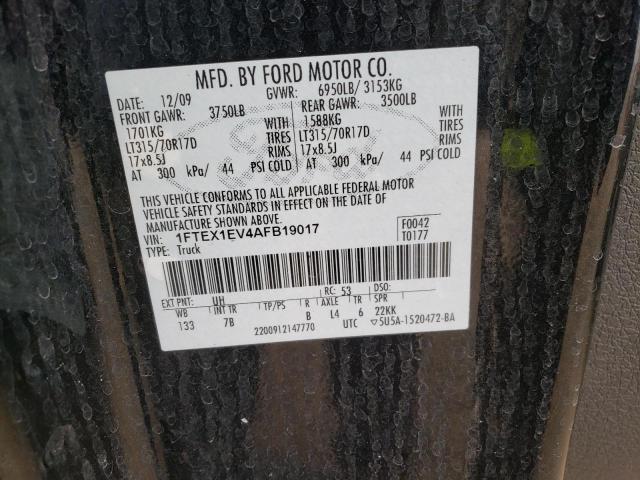 MFD. BY FORD MOTOR CO.
DATE: 12/09 GVWR: 6950LB/ 3153KG
FRONT GAWR: 3750LB REAR GAWR: 3500LB
1701KG 1588KG
WITH
LT315/70R17D TIRES LT315/70R17D
17x8.5J RIMS 17x8.5J
AT 300 kPa/ 44 PSI COLD AT 300 kPa/ 44 PSI COLD
WITH
TIRES
RIMS
THIS VEHICLE CONFORMS TO ALL APPLICABLE FEDERAL MOTOR
VEHICLE SAFETY STANDARDS IN EFFECT ON THE DATE OF
MANUFACTURE SHOWN ABOVE.
VIN: 1FTEX1EV4AFB19017 F0042
TYPE: Truck T0177
EXT PNT: UH RC: 53 DSO:
WB INT TR TP/PS R AXLE TR SPR
133 7B B L4 6 22KK
2200912147770 UTC ▽5U5A-1520472-BA
Ford